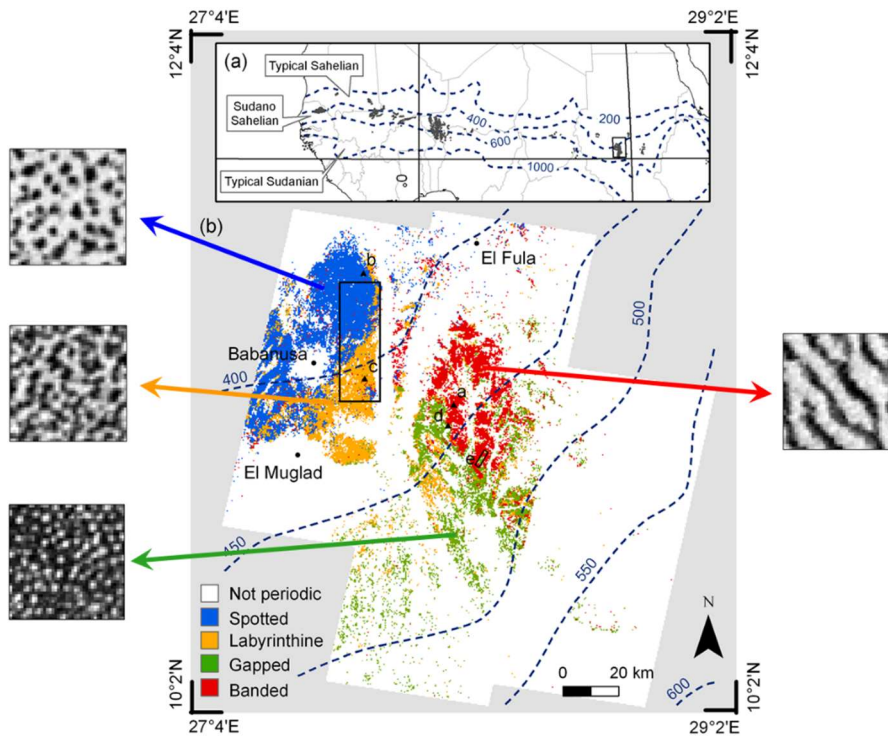 27°4'E
29°2'E
12°4'N
12°4'N
(a)
Typical Sahelian
Sudano
Sahelian
Typical Sudanian
400
200
600
1000
0°
(b)
b
El Fula
500
Babanusa
400
c
a
d
e
El Muglad
450
550
Not periodic
Spotted
Labyrinthine
Gapped
Banded
N
0 20 km
600
10°2'N
10°2'N
27°4'E
29°2'E